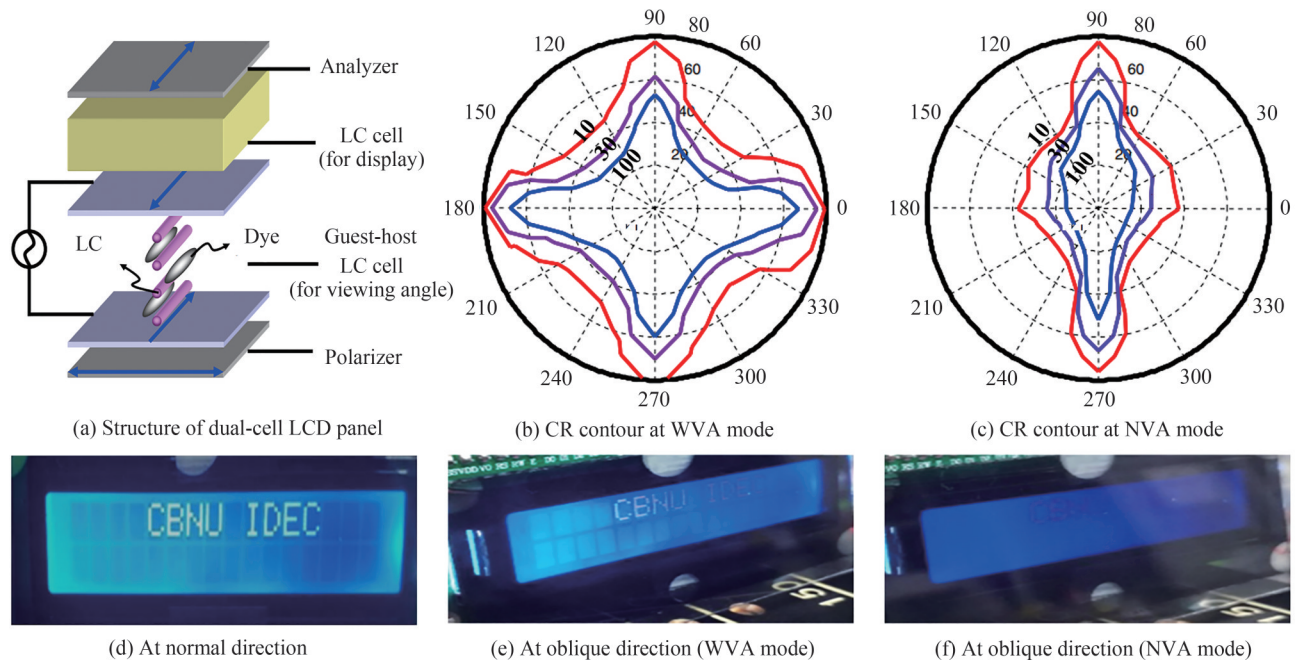 Analyzer
LC cell
(for display)
LC
Dye
Guest-host
LC cell
(for viewing angle)
Polarizer
(a) Structure of dual-cell LCD panel
90
120
80
60
150
30
180
0
210
330
240
300
270
60
40
20
10
30
100
(b) CR contour at WVA mode
90
120
80
60
150
30
180
0
210
330
240
300
270
60
40
20
10
30
100
(c) CR contour at NVA mode
CBNU IDEC
(d) At normal direction
CBNU IDEC
15
(e) At oblique direction (WVA mode)
15
(f) At oblique direction (NVA mode)